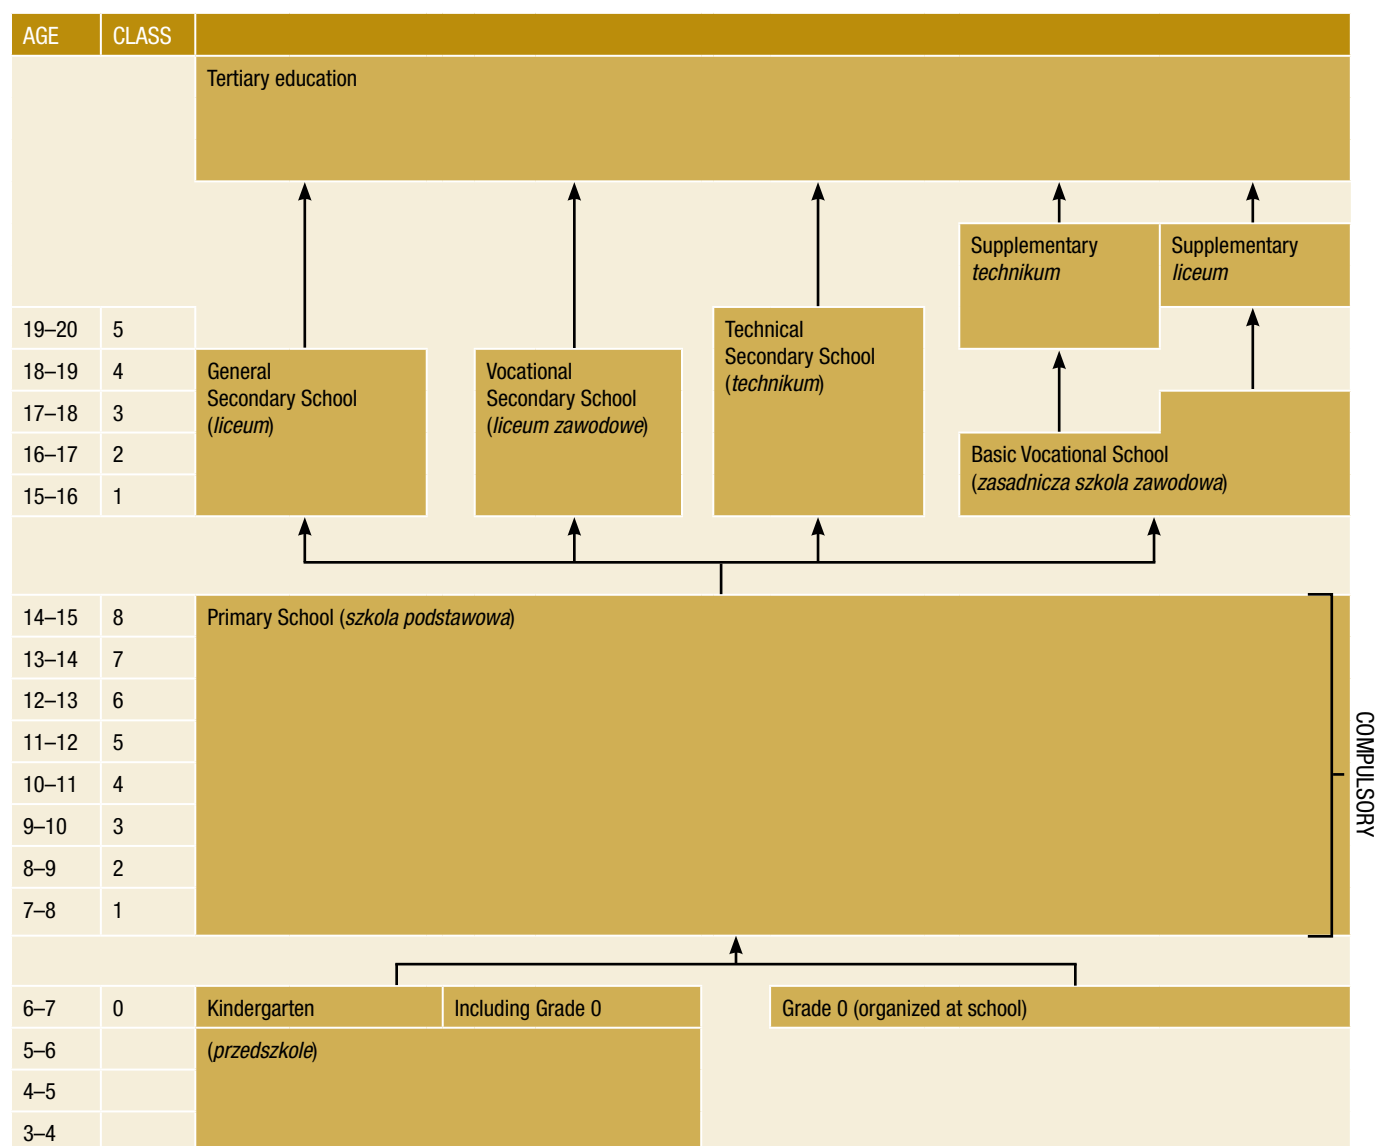 AGE CLASS
Tertiary education
Supplementary
technikum
Supplementary
liceum
19–20 5
Technical
Secondary School
(technikum)
18–19 4
General
Secondary School
(liceum)
Vocational
Secondary School
(liceum zawodowe)
17–18 3
16–17 2
Basic Vocational School
(zasadnicza szkola zawodowa)
15–16 1
14–15 8 Primary School (szkola podstawowa)
13–14 7
12–13 6
11–12 5
10–11 4
9–10 3
8–9 2
7–8 1
COMPULSORY
6–7 0 Kindergarten Including Grade 0 Grade 0 (organized at school)
5–6 (przedszkole)
4–5
3–4